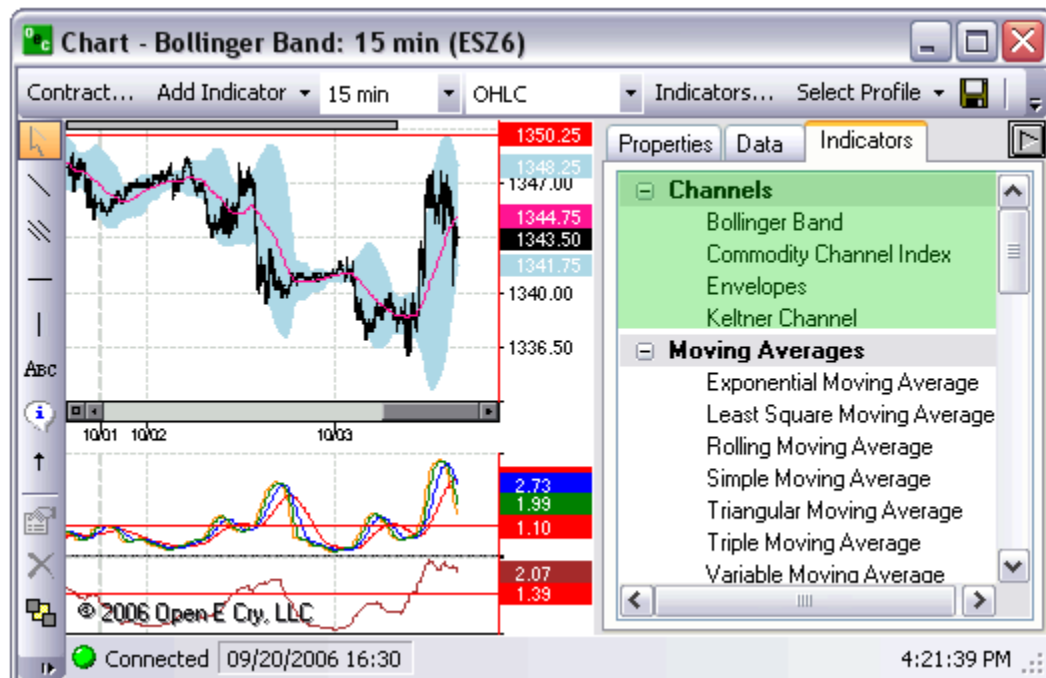 Oec Chart - Bollinger Band: 15 min (ESZ6)
Contract... Add Indicator 15 min OHLC Indicators... Select Profile
Properties Data Indicators
Channels
Bollinger Band
Commodity Channel Index
Envelopes
Keltner Channel
Moving Averages
Exponential Moving Average
Least Square Moving Average
Rolling Moving Average
Simple Moving Average
Triangular Moving Average
Triple Moving Average
Variable Moving Average
ABC
1350.25
1348.25
1347.00
1344.75
1343.50
1341.75
1340.00
1336.50
10/01 10/02 10/03
2.73
1.99
1.10
2.07
1.39
© 2006 Open E Cry, LLC
Connected 09/20/2006 16:30 4:21:39 PM